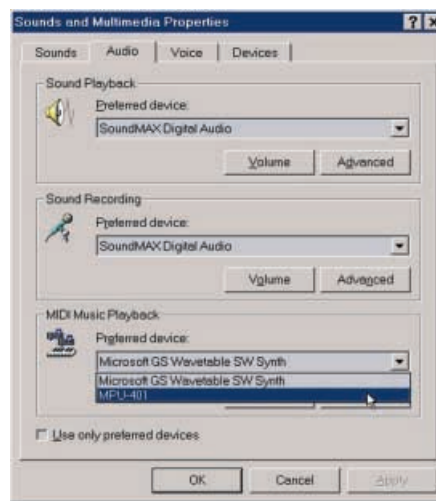 Sounds and Multimedia Properties
Sounds Audio Voice Devices
Sound Playback
Preferred device:
SoundMAX Digital Audio
Volume Advanced
Sound Recording
Preferred device:
SoundMAX Digital Audio
Volume Advanced
MIDI Music Playback
Preferred device:
Microsoft GS Wavetable SW Synth
Microsoft GS Wavetable SW Synth
MPU-401
Use only preferred devices
OK Cancel Apply